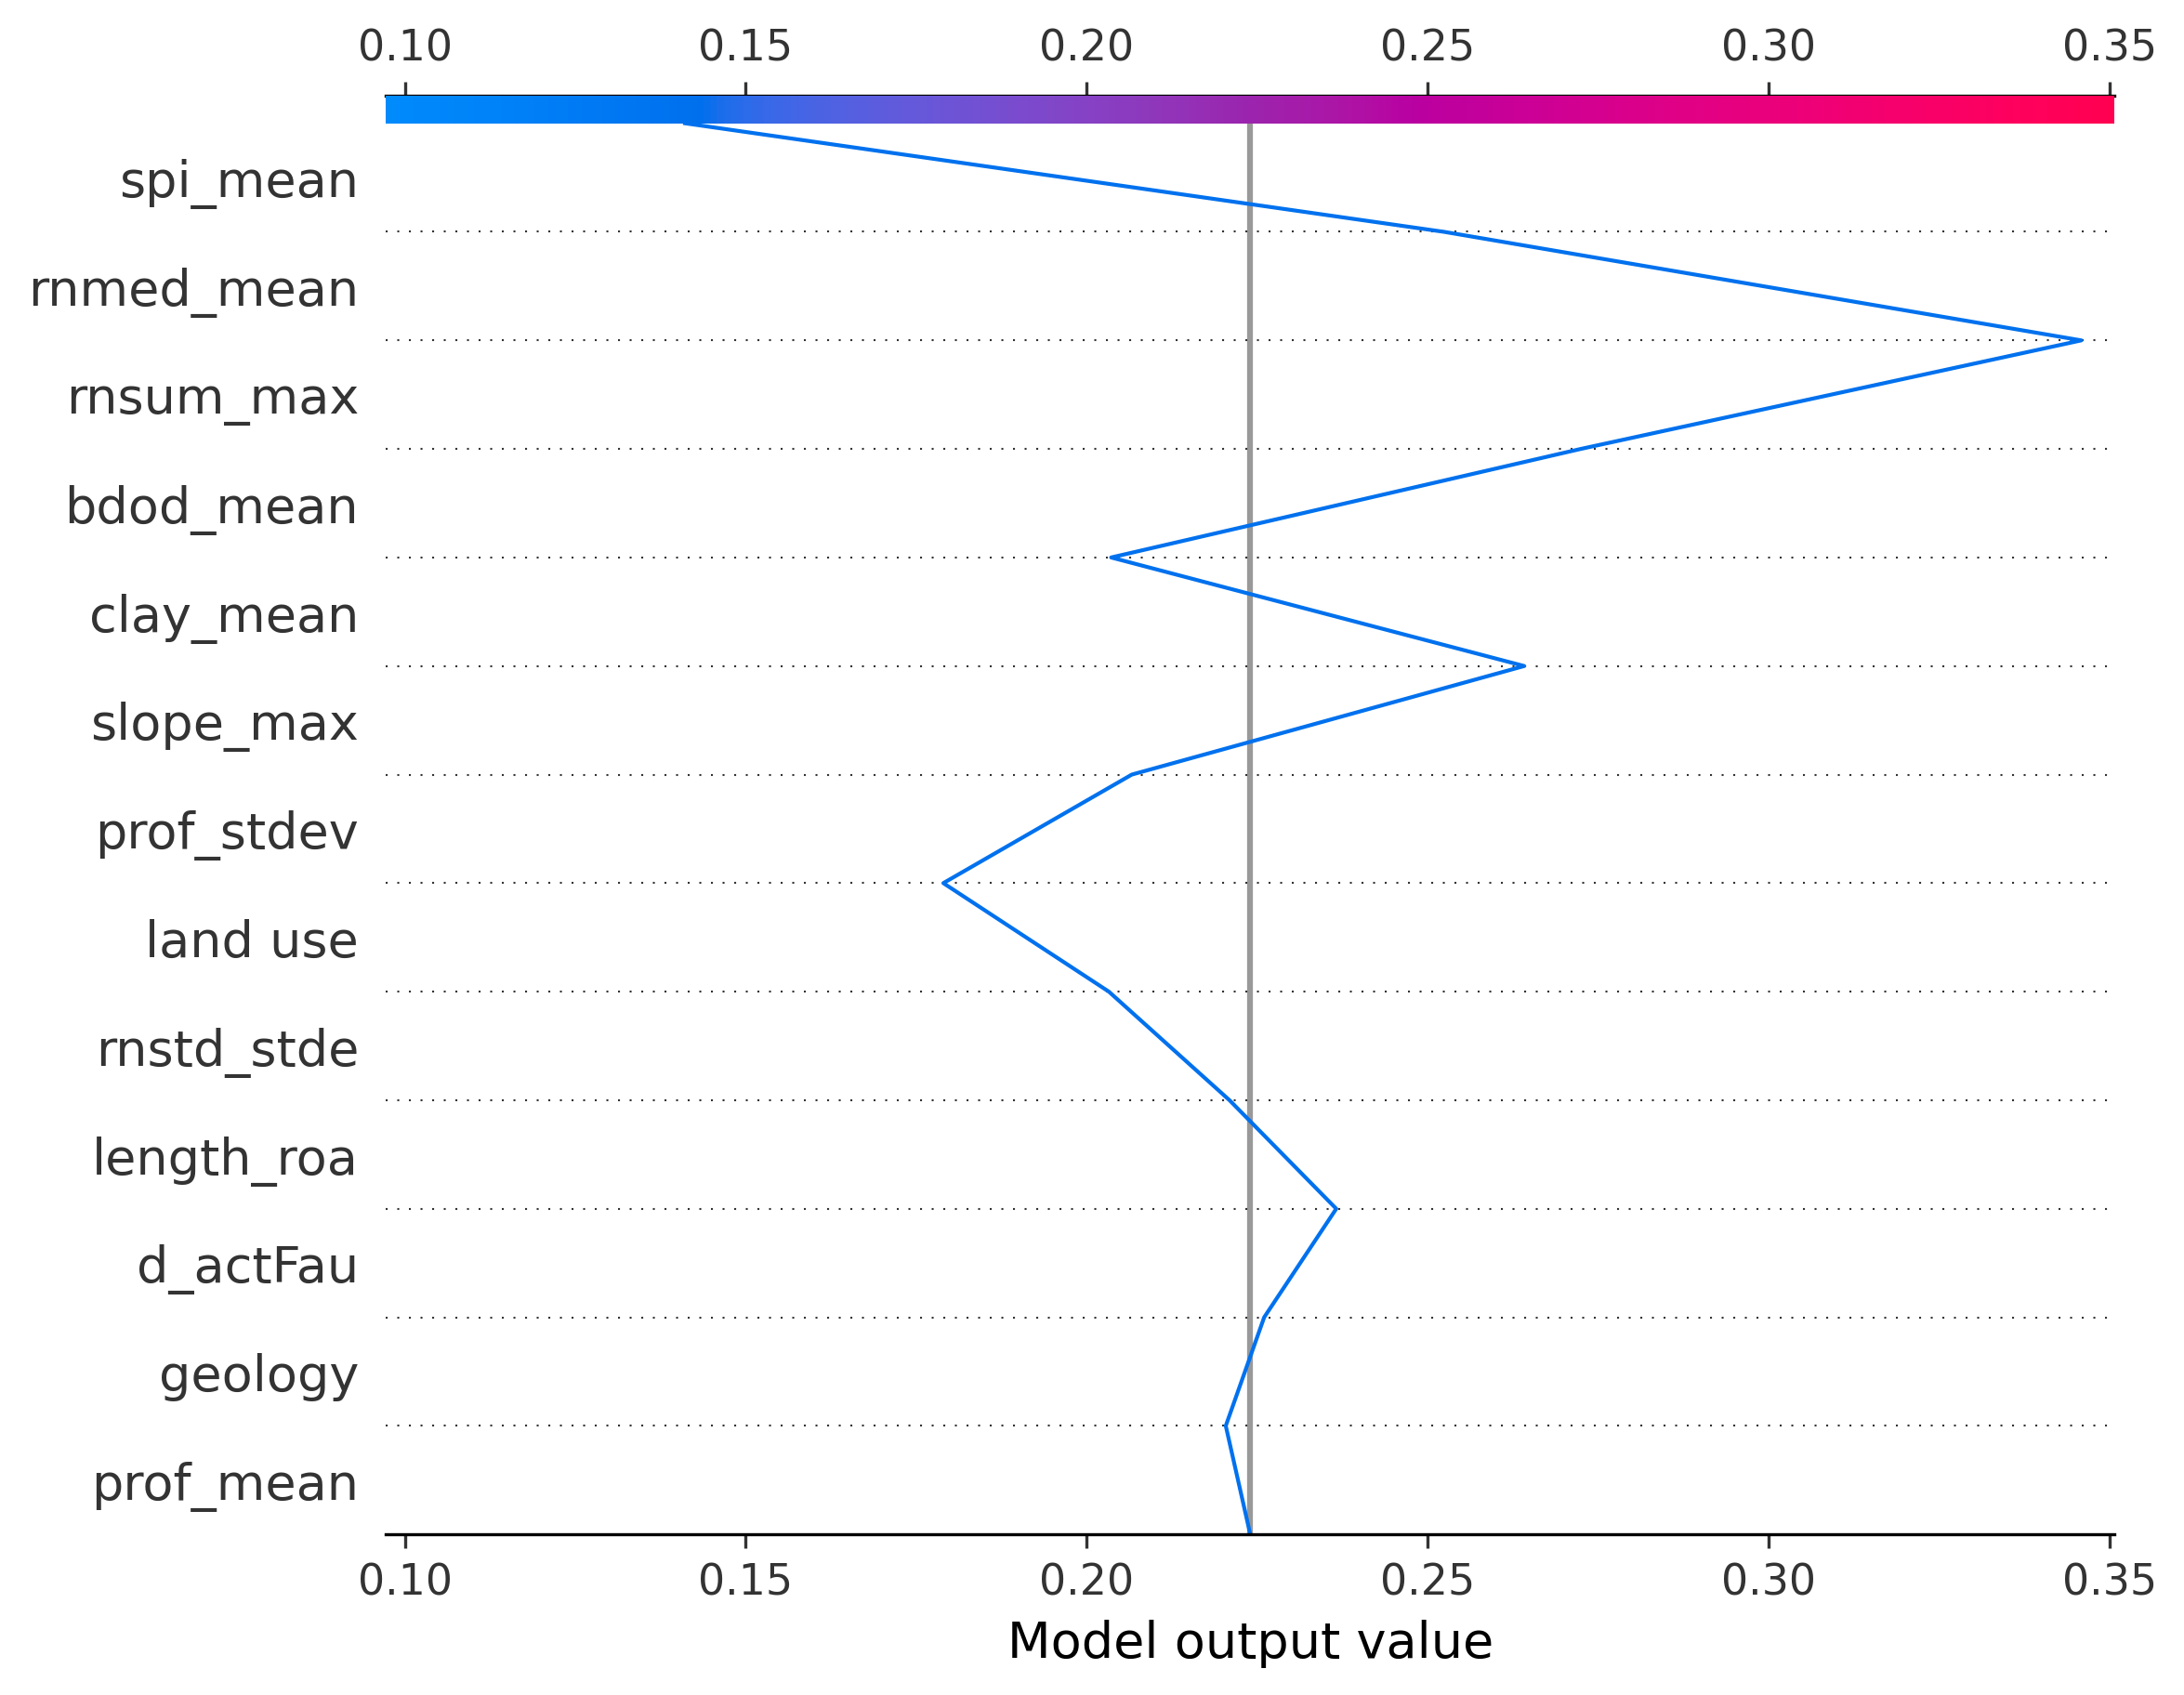 0.10 0.15 0.20 0.25 0.30 0.35
spi_mean
rnmed_mean
rnsum_max
bdod_mean
clay_mean
slope_max
prof_stdev
land use
rnstd_stde
length_roa
d_actFau
geology
prof_mean
0.10 0.15 0.20 0.25 0.30 0.35
Model output value